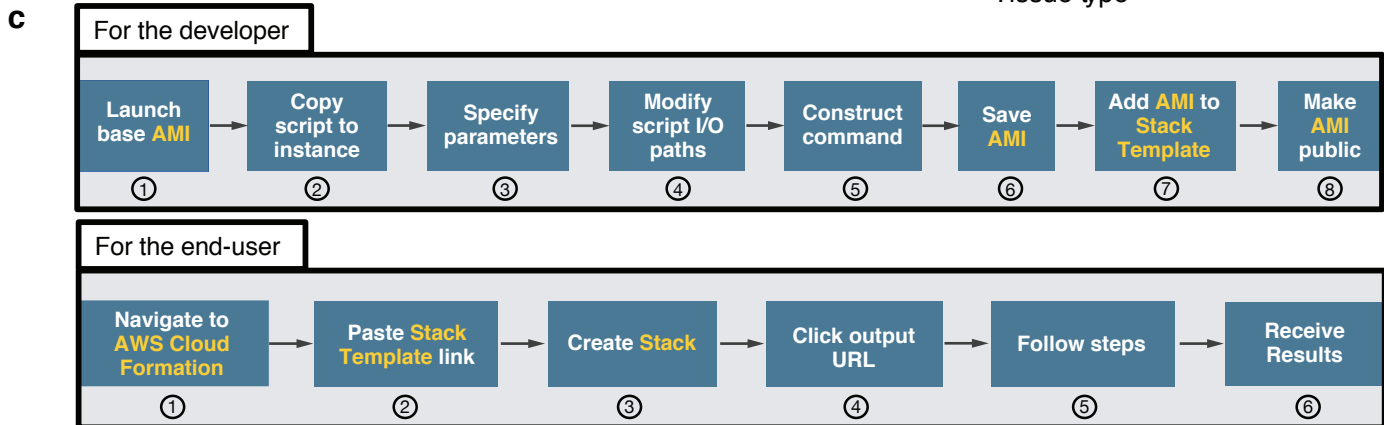 c
For the developer
Launch
base AMI
Copy
script to
instance
Specify
parameters
Modify
script I/O
paths
Construct
command
Save
AMI
Add AMI to
Stack
Template
Make
AMI
public
① ② ③ ④ ⑤ ⑥ ⑦ ⑧
For the end-user
Navigate to
AWS Cloud
Formation
Paste Stack
Template link
Create Stack
Click output
URL
Follow steps
Receive
Results
① ② ③ ④ ⑤ ⑥